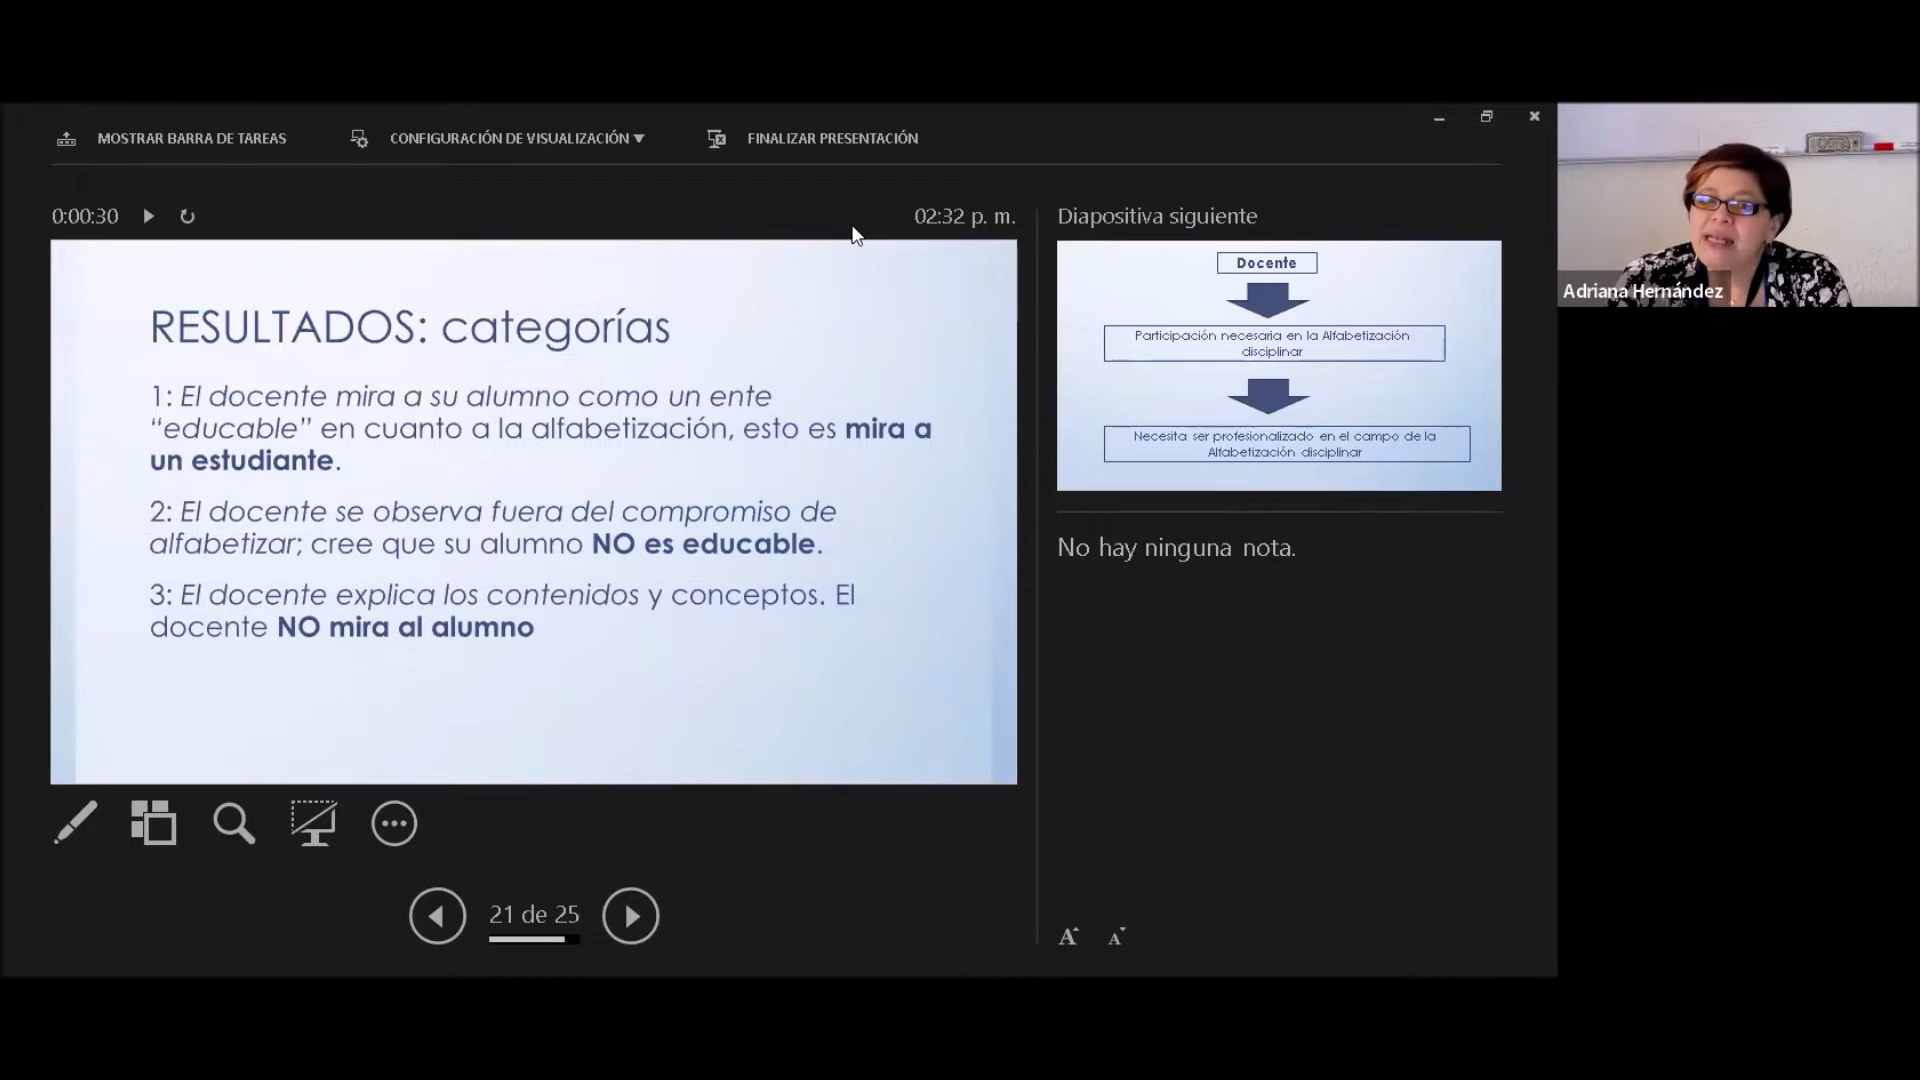 MOSTRAR BARRA DE TAREAS
CONFIGURACIÓN DE VISUALIZACIÓN
FINALIZAR PRESENTACIÓN
0:00:30
02:32 p. m.
RESULTADOS: categorías
1: El docente mira a su alumno como un ente
“educable” en cuanto a la alfabetización, esto es mira a
un estudiante.
2: El docente se observa fuera del compromiso de
alfabetizar; cree que su alumno NO es educable.
3: El docente explica los contenidos y conceptos. El
docente NO mira al alumno
21 de 25
Diapositiva siguiente
Docente
Participación necesaria en la Alfabetización
disciplinar
Necesita ser profesionalizado en el campo de la
Alfabetización disciplinar
No hay ninguna nota.
A A
Adriana Hernández